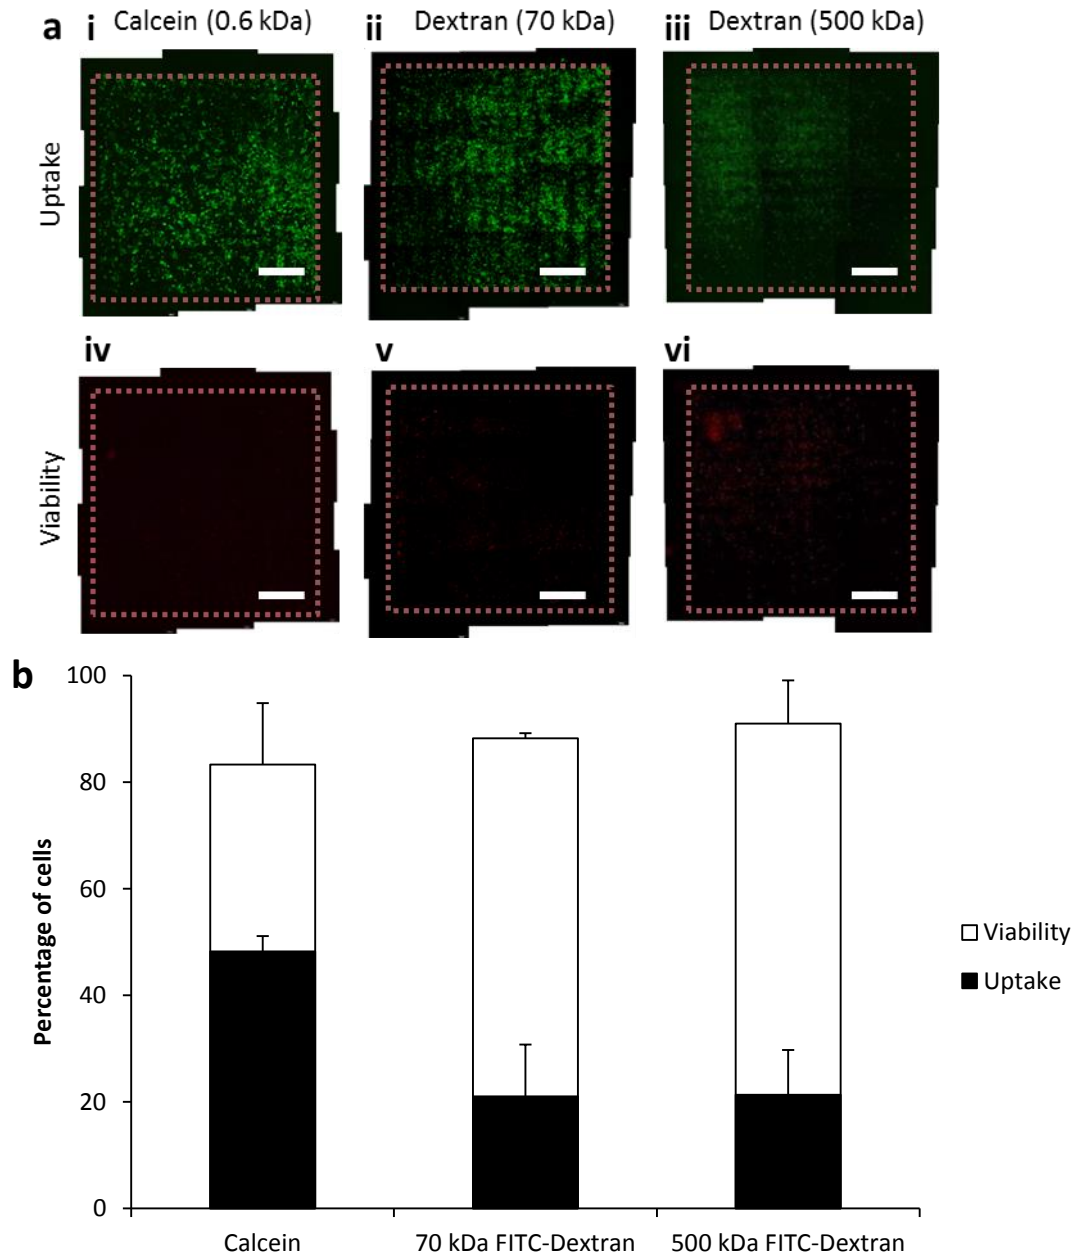 a i Calcein (0.6 kDa) ii Dextran (70 kDa) iii Dextran (500 kDa)
Uptake
iv v vi
Viability
b
100
80
60
40
20
0
Percentage of cells
Viability
Uptake
Calcein 70 kDa FITC-Dextran 500 kDa FITC-Dextran